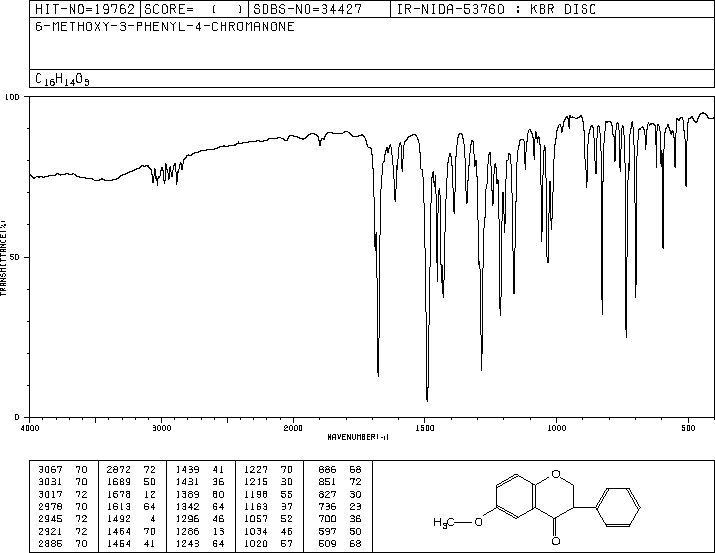 HIT-NO=19762 SCORE= ( ) SDBS-NO=34427 IR-NIDA-53760 : KBR DISC
6-METHOXY-3-PHENYL-4-CHROMANONE
C16H14O3
100
50
0
TRANSMITTANCE(%)
4000 3000 2000 1500 1000 500
WAVENUMBER(-1)
3067 70 2872 72 1439 41 1227 70 886 68
3031 70 1689 50 1431 36 1215 30 851 72
3017 72 1678 12 1389 60 1198 55 827 30
2978 70 1613 64 1342 64 1163 37 736 23
2945 72 1492 4 1296 46 1057 52 700 36
2921 72 1464 70 1286 13 1034 46 597 50
2885 70 1454 41 1243 64 1020 57 509 68
O
H3C O
O